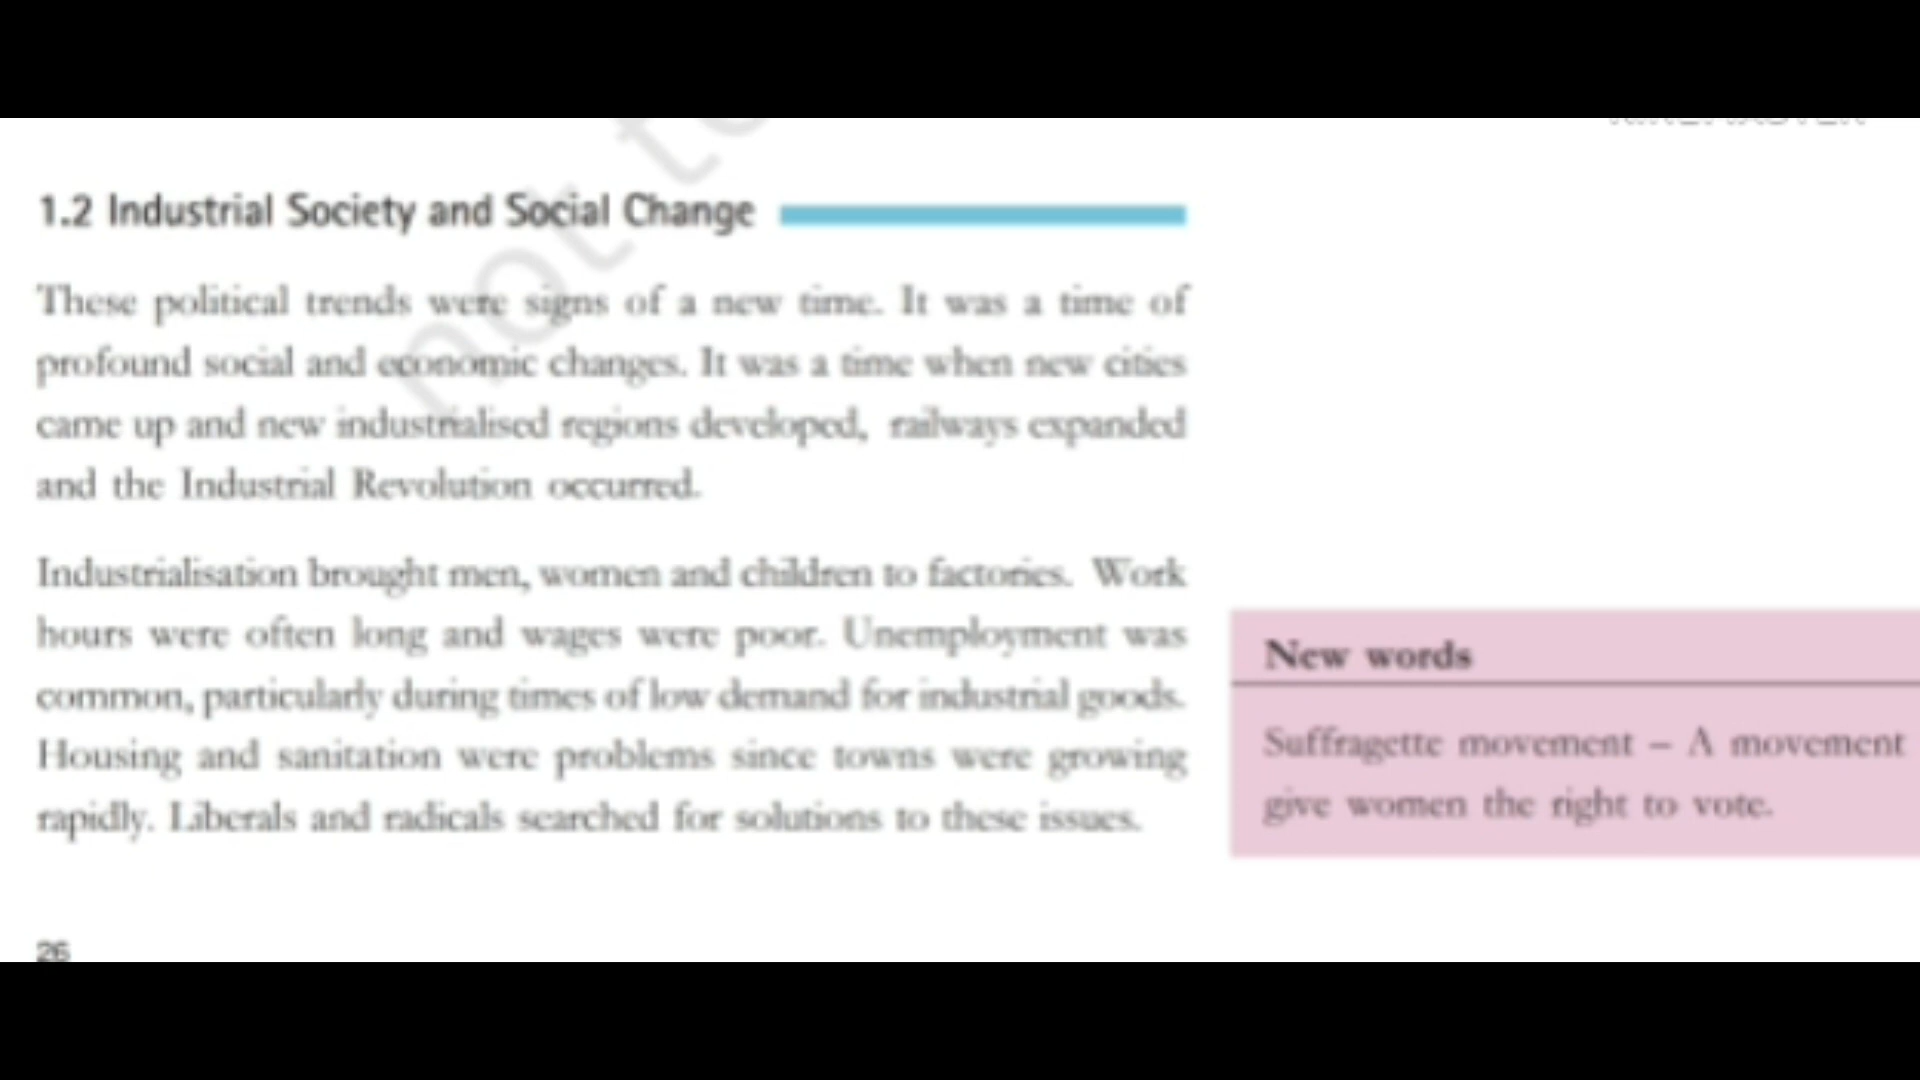 1.2 Industrial Society and Social Change
These political trends were signs of a new time. It was a time of
profound social and economic changes. It was a time when new cities
came up and new industrialised regions developed, railways expanded
and the Industrial Revolution occurred.
Industrialisation brought men, women and children to factories. Work
hours were often long and wages were poor. Unemployment was
common, particularly during times of low demand for industrial goods.
Housing and sanitation were problems since towns were growing
rapidly. Liberals and radicals searched for solutions to these issues.
New words
Suffragette movement – A movement
give women the right to vote.
26
not to